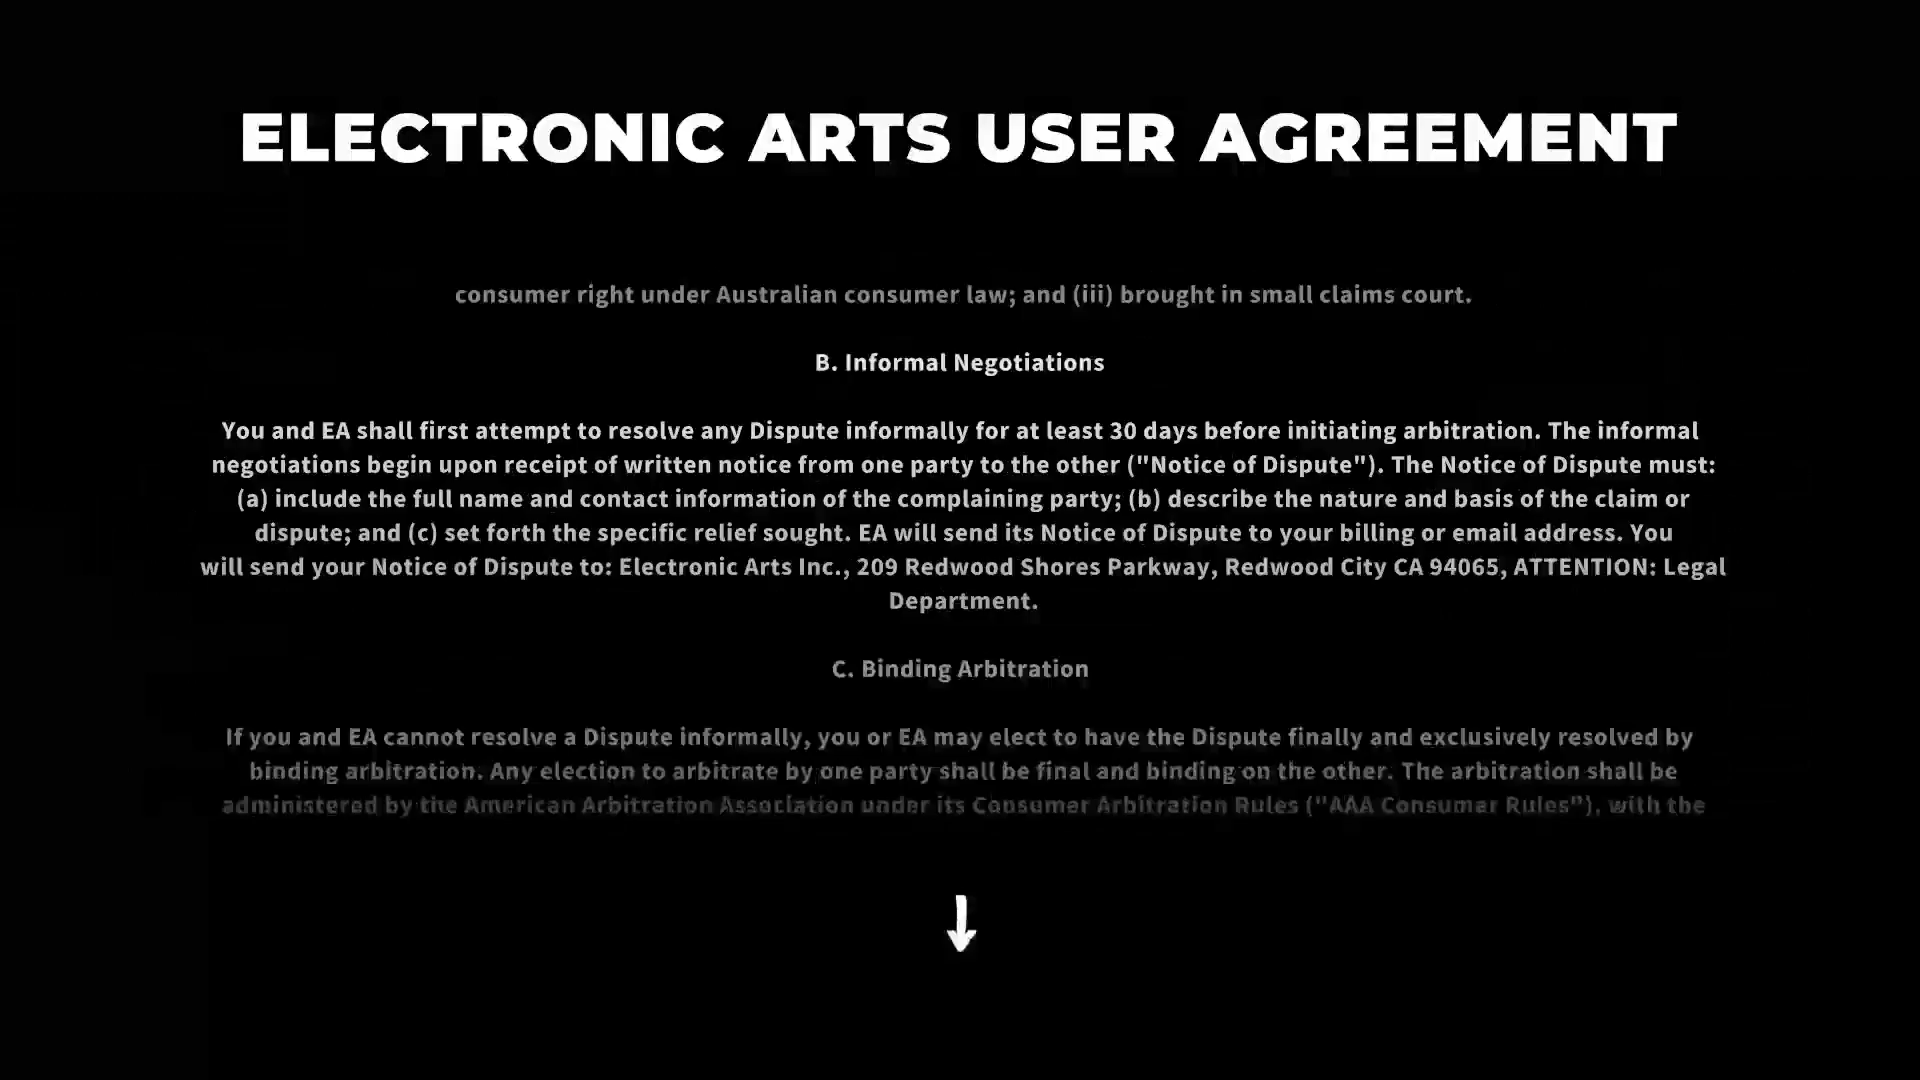 ELECTRONIC ARTS USER AGREEMENT
consumer right under Australian consumer law; and (iii) brought in small claims court.
B. Informal Negotiations
You and EA shall first attempt to resolve any Dispute informally for at least 30 days before initiating arbitration. The informal
negotiations begin upon receipt of written notice from one party to the other ("Notice of Dispute"). The Notice of Dispute must:
(a) include the full name and contact information of the complaining party; (b) describe the nature and basis of the claim or
dispute; and (c) set forth the specific relief sought. EA will send its Notice of Dispute to your billing or email address. You
will send your Notice of Dispute to: Electronic Arts Inc., 209 Redwood Shores Parkway, Redwood City CA 94065, ATTENTION: Legal
Department.
C. Binding Arbitration
If you and EA cannot resolve a Dispute informally, you or EA may elect to have the Dispute finally and exclusively resolved by
binding arbitration. Any election to arbitrate by one party shall be final and binding on the other. The arbitration shall be
administered by the American Arbitration Association under its Consumer Arbitration Rules ("AAA Consumer Rules"), with the